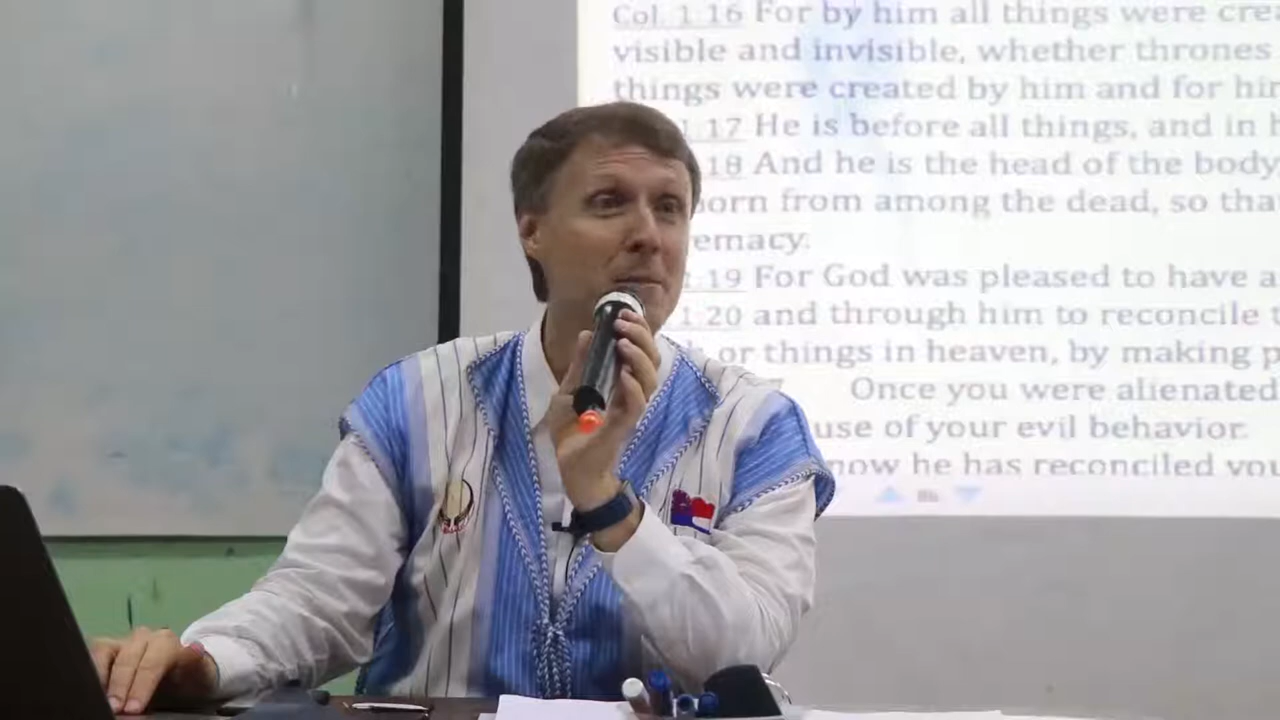 Col. 1:16 For by him all things were cre
visible and invisible, whether thrones
things were created by him and for hi
1:17 He is before all things, and in h
18 And he is the head of the body,
born from among the dead, so tha
emacy.
1:19 For God was pleased to have a
1:20 and through him to reconcile t
or things in heaven, by making p
Once you were alienated
use of your evil behavior.
now he has reconciled you